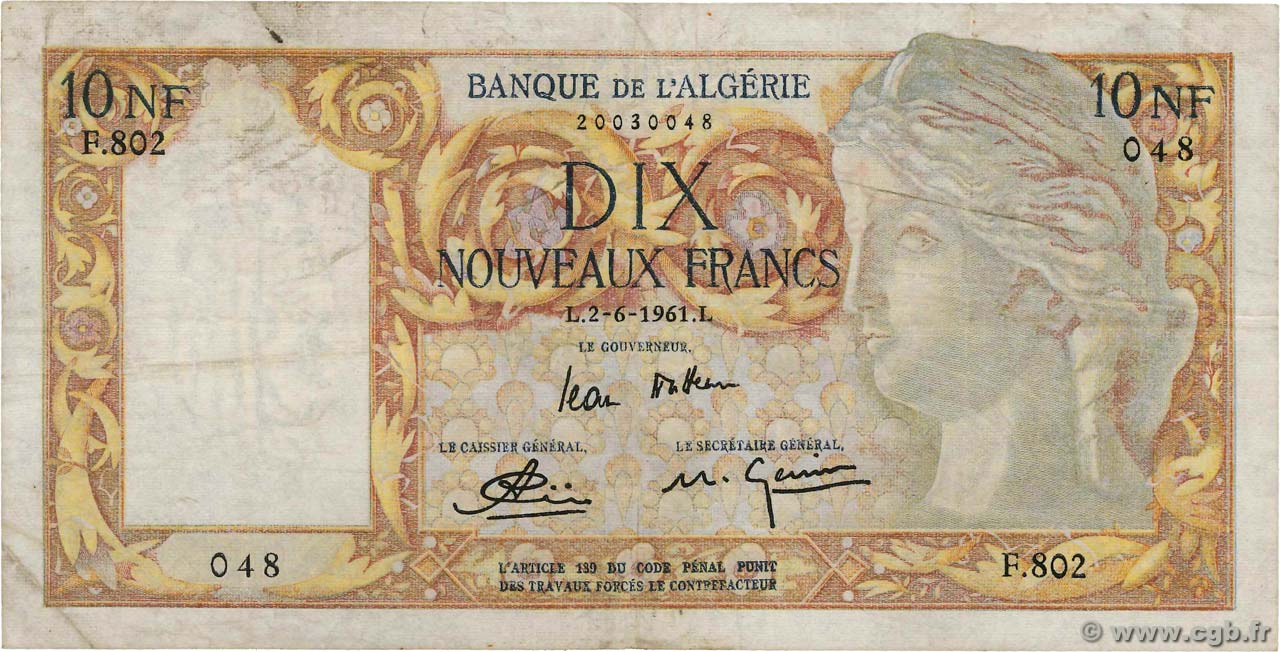 BANQUE DE L'ALGÉRIE
20030048
10 NF
F.802
10 NF
048
DIX
NOUVEAUX FRANCS
L.2-6-1961.L
LE GOUVERNEUR,
Jean
LE CAISSIER GÉNÉRAL,
LE SECRÉTAIRE GÉNÉRAL,
048
F.802
L'ARTICLE 139 DU CODE PÉNAL PUNIT
DES TRAVAUX FORCÉS LE CONTREFACTEUR
© www.cgb.fr